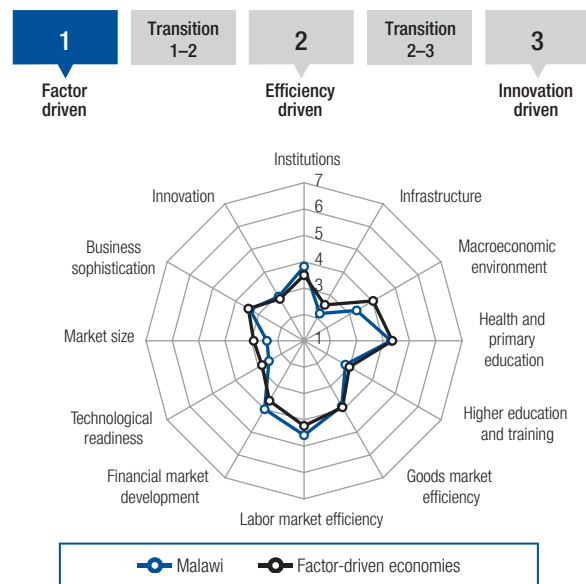 1
Transition
1–2
2
Transition
2–3
3
Factor
driven
Efficiency
driven
Innovation
driven
Institutions
7
Innovation
Infrastructure
6
5
Business
sophistication
Macroeconomic
environment
4
3
Market size
1
Health and
primary
education
Technological
readiness
Higher education
and training
Financial market
development
Goods market
efficiency
Labor market efficiency
Malawi
Factor-driven economies